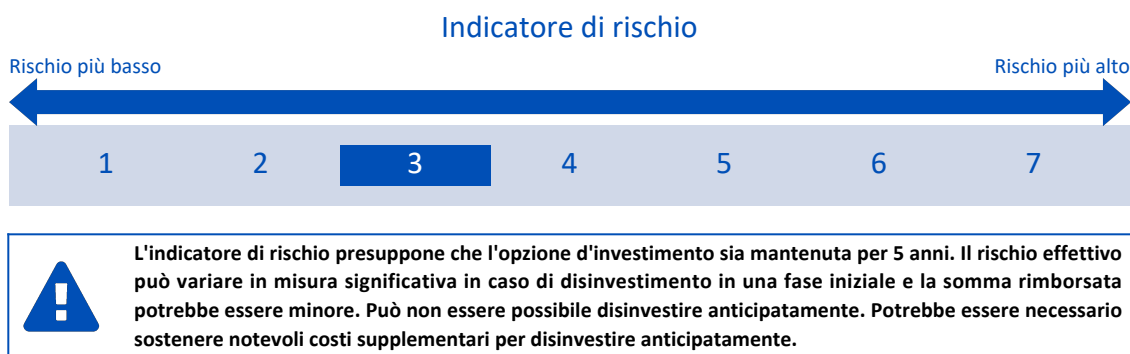 Indicatore di rischio
Rischio più basso Rischio più alto
1 2 3 4 5 6 7
L'indicatore di rischio presuppone che l'opzione d'investimento sia mantenuta per 5 anni. Il rischio effettivo
può variare in misura significativa in caso di disinvestimento in una fase iniziale e la somma rimborsata
potrebbe essere minore. Può non essere possibile disinvestire anticipatamente. Potrebbe essere necessario
sostenere notevoli costi supplementari per disinvestire anticipatamente.